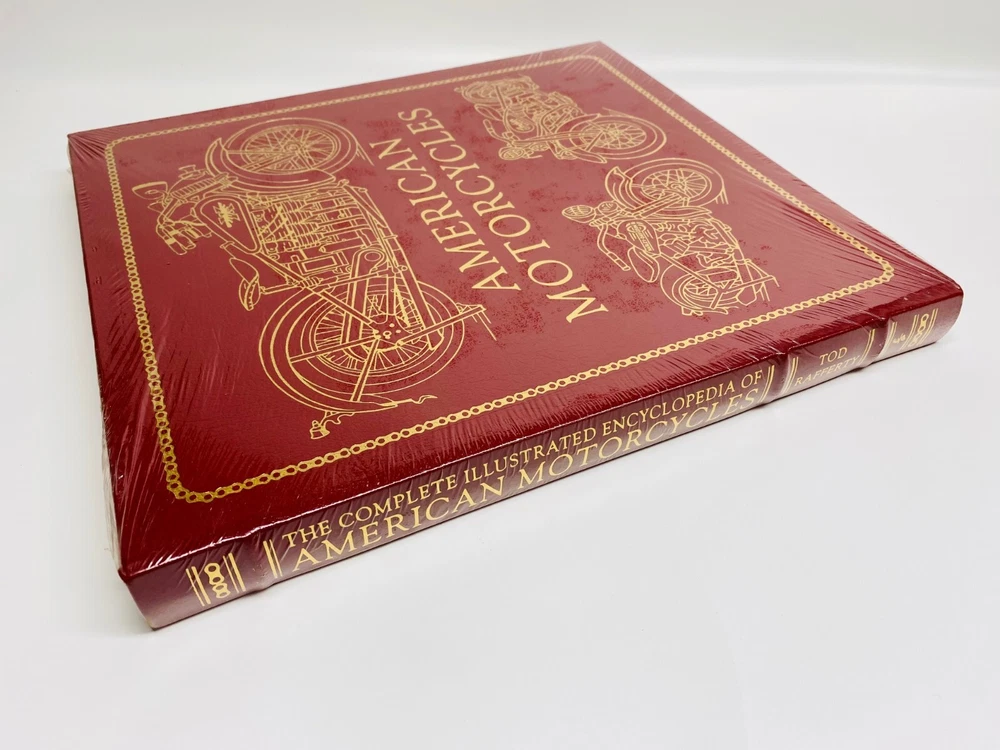 AMERICAN
MOTORCYCLES
THE COMPLETE ILLUSTRATED ENCYCLOPEDIA OF
AMERICAN MOTORCYCLES
TOD
RAFFERTY